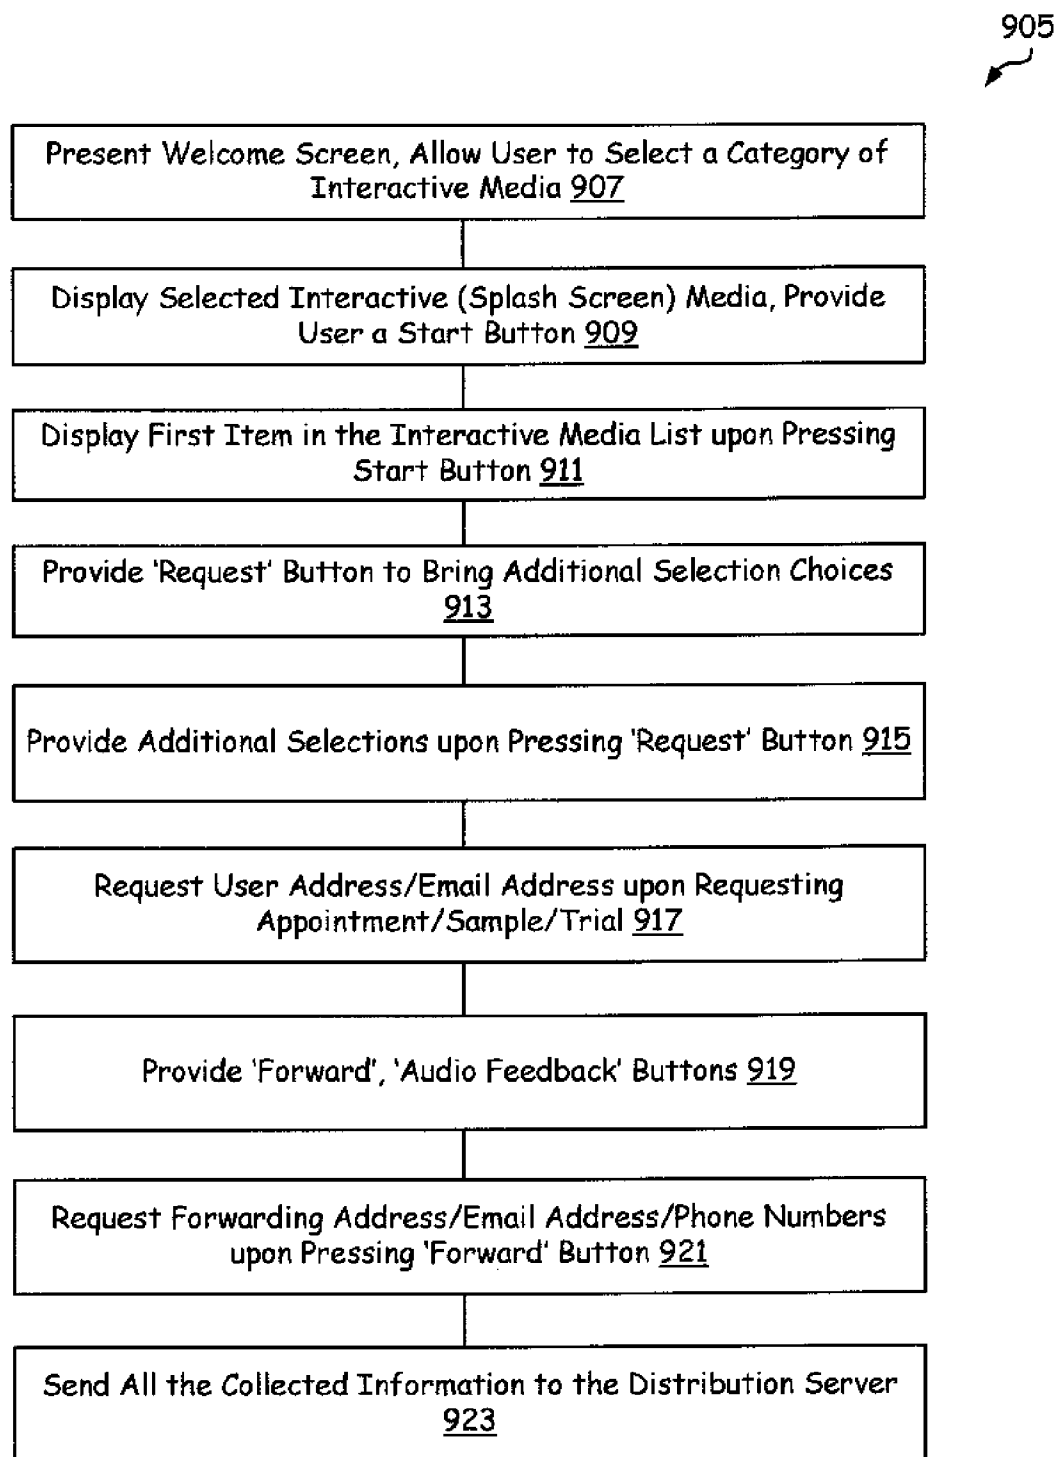 905
Present Welcome Screen, Allow User to Select a Category of
Interactive Media 907
Display Selected Interactive (Splash Screen) Media, Provide
User a Start Button 909
Display First Item in the Interactive Media List upon Pressing
Start Button 911
Provide 'Request' Button to Bring Additional Selection Choices
913
Provide Additional Selections upon Pressing 'Request' Button 915
Request User Address/Email Address upon Requesting
Appointment/Sample/Trial 917
Provide 'Forward', 'Audio Feedback' Buttons 919
Request Forwarding Address/Email Address/Phone Numbers
upon Pressing 'Forward' Button 921
Send All the Collected Information to the Distribution Server
923